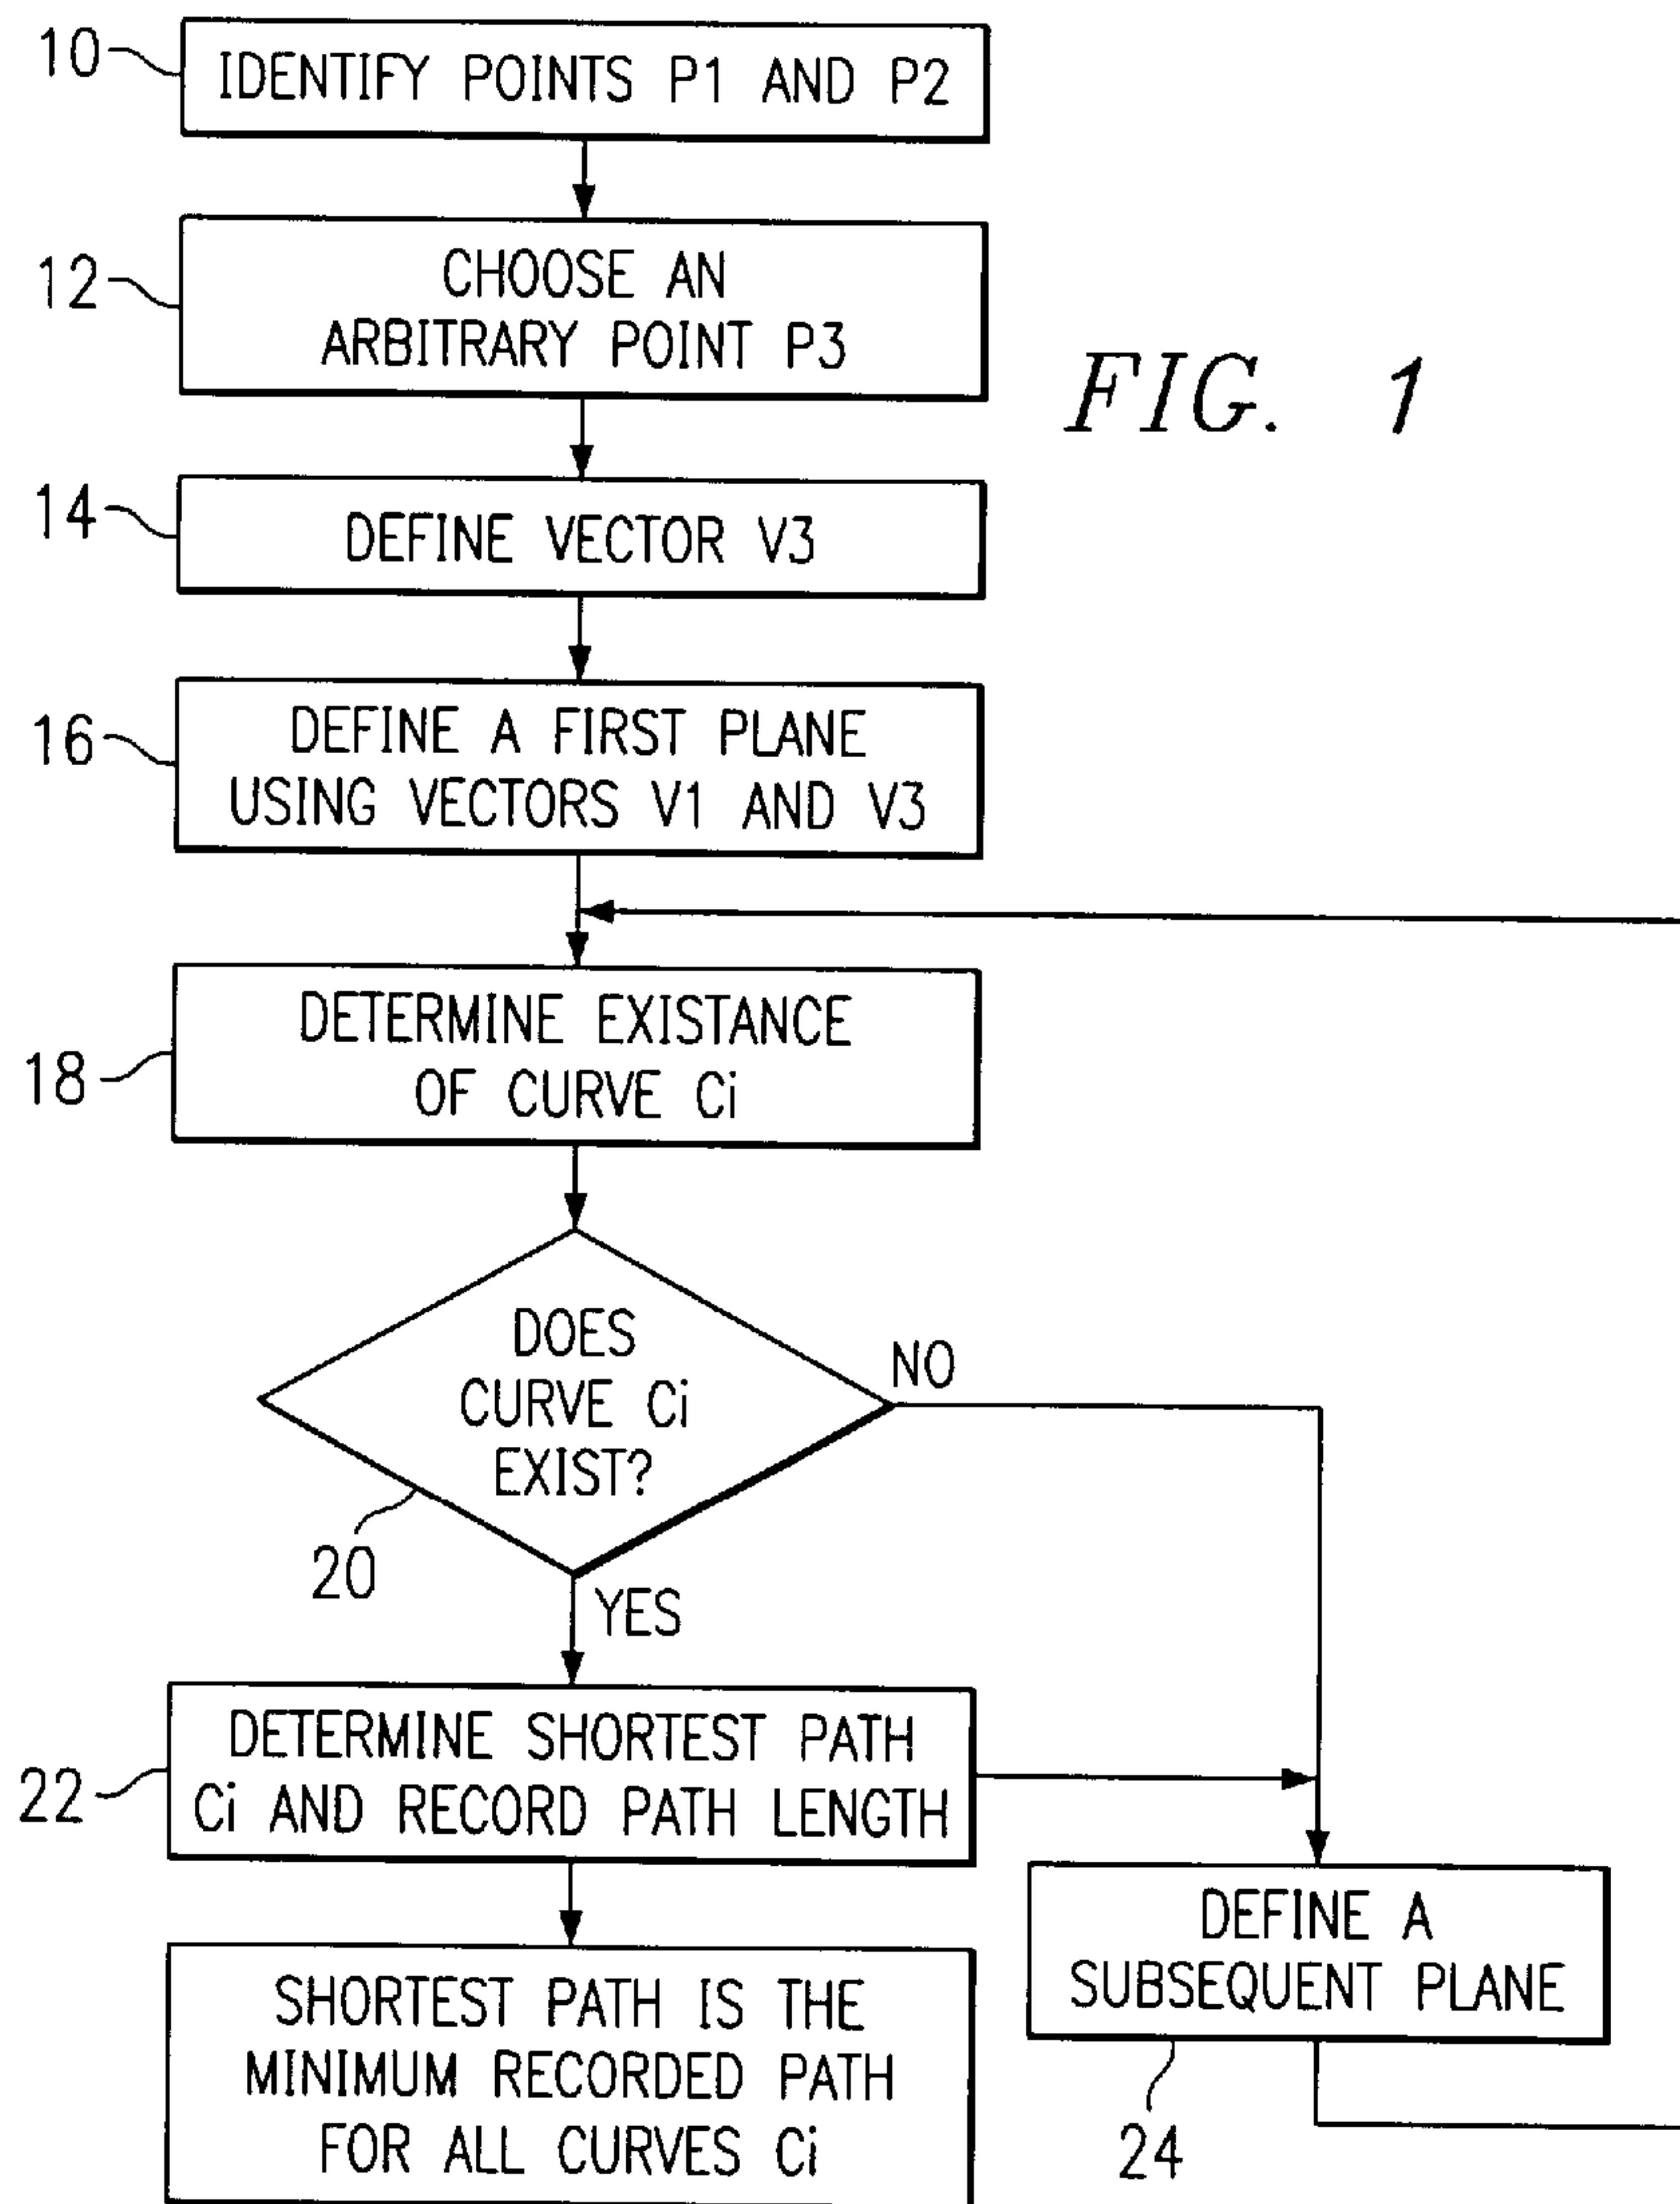 10
IDENTIFY POINTS P1 AND P2
12
CHOOSE AN
ARBITRARY POINT P3
FIG. 1
14
DEFINE VECTOR V3
16
DEFINE A FIRST PLANE
USING VECTORS V1 AND V3
18
DETERMINE EXISTANCE
OF CURVE Ci
DOES
CURVE Ci
EXIST?
NO
20
YES
22
DETERMINE SHORTEST PATH
Ci AND RECORD PATH LENGTH
DEFINE A
SUBSEQUENT PLANE
24
SHORTEST PATH IS THE
MINIMUM RECORDED PATH
FOR ALL CURVES Ci